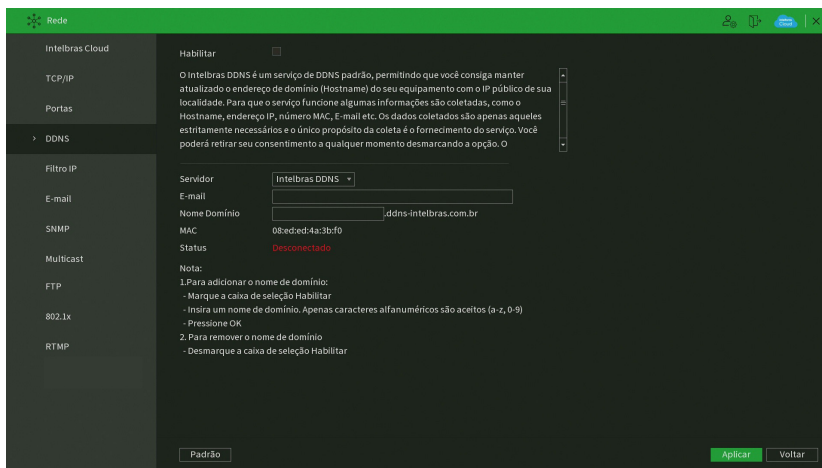 Rede
Intelbras Cloud
TCP/IP
Portas
DDNS
Filtro IP
E-mail
SNMP
Multicast
FTP
802.1x
RTMP
Habilitar
O Intelbras DDNS é um serviço de DDNS padrão, permitindo que você consiga manter
atualizado o endereço de domínio (Hostname) do seu equipamento com o IP público de sua
localidade. Para que o serviço funcione algumas informações são coletadas, como o
Hostname, endereço IP, número MAC, E-mail etc. Os dados coletados são apenas aqueles
estritamente necessários e o único propósito da coleta é o fornecimento do serviço. Você
poderá retirar seu consentimento a qualquer momento desmarcando a opção. O
Servidor Intelbras DDNS
E-mail
Nome Domínio .ddns-intelbras.com.br
MAC 08:ed:ed:4a:3b:f0
Status Desconectado
Nota:
1.Para adicionar o nome de domínio:
- Marque a caixa de seleção Habilitar
- Insira um nome de domínio. Apenas caracteres alfanuméricos são aceitos (a-z, 0-9)
- Pressione OK
2. Para remover o nome de domínio
- Desmarque a caixa de seleção Habilitar
Padrão Aplicar Voltar